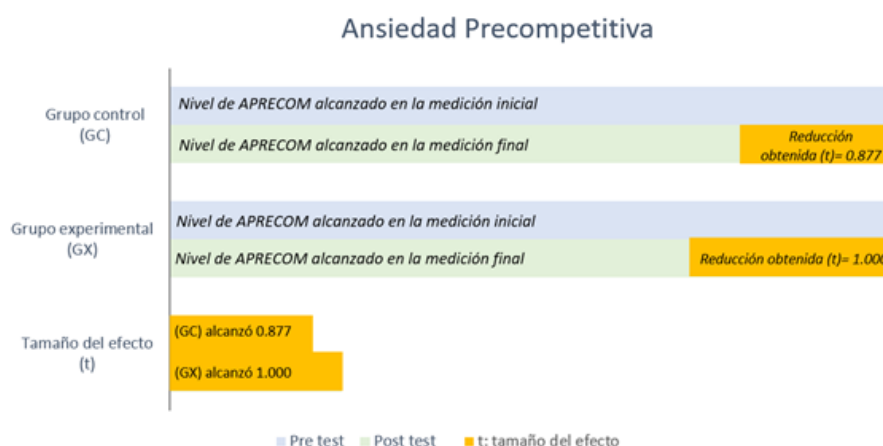 Ansiedad Precompetitiva
Grupo control
(GC)
Nivel de APRECOM alcanzado en la medición inicial
Nivel de APRECOM alcanzado en la medición final
Reducción
obtenida (t)= 0.877
Grupo experimental
(GX)
Nivel de APRECOM alcanzado en la medición inicial
Nivel de APRECOM alcanzado en la medición final
Reducción obtenida (t)= 1.000
Tamaño del efecto
(t)
(GC) alcanzó 0.877
(GX) alcanzó 1.000
Pre test Post test t: tamaño del efecto